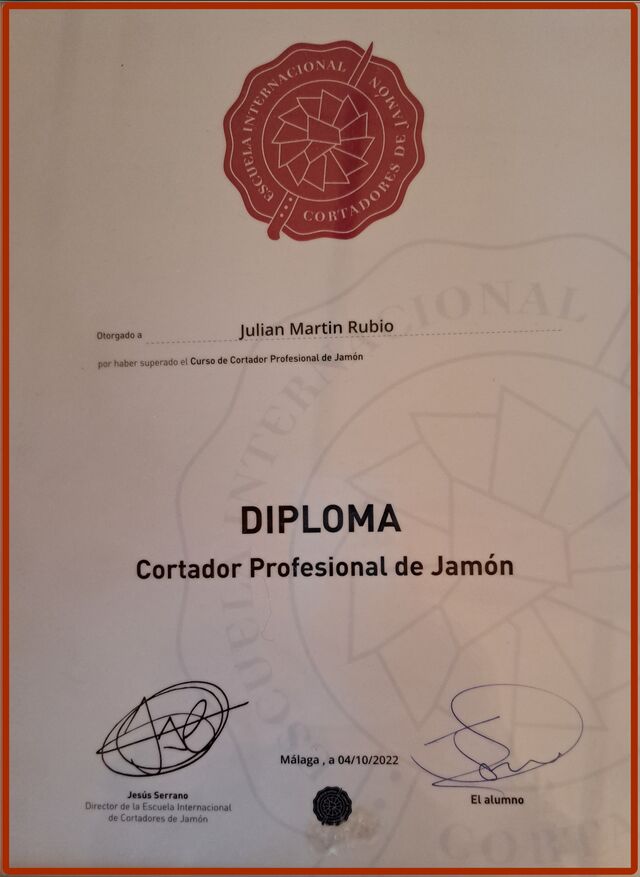 ESCUELA INTERNACIONAL
CORTADORES DE JAMÓN
Otorgado a Julian Martin Rubio
por haber superado el Curso de Cortador Profesional de Jamón
DIPLOMA
Cortador Profesional de Jamón
Málaga , a 04/10/2022
Jesús Serrano
Director de la Escuela Internacional
de Cortadores de Jamón
El alumno